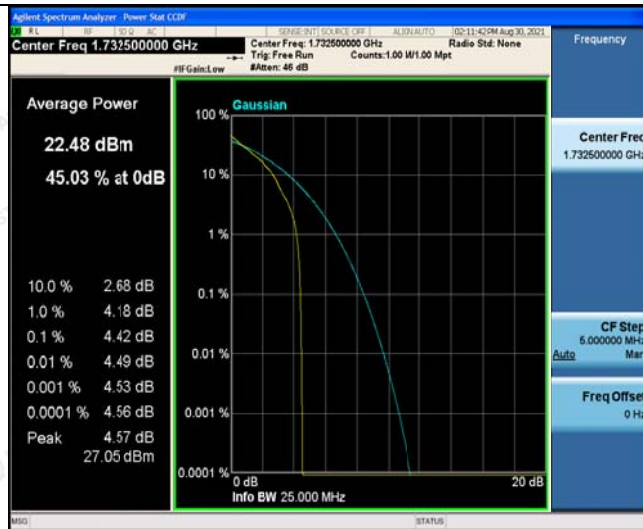 Agilent Spectrum Analyzer - Power Stat CCDF
RL RF 50 Ω AC SENSE:INT SOURCE OFF ALIGN AUTO 02:11:42 PM Aug 30, 2021
Center Freq 1.732500000 GHz
Center Freq: 1.732500000 GHz Radio Std: None
Trig: Free Run Counts:1.00 M/1.00 Mpt
#IFGain:Low #Atten: 46 dB
Frequency
Average Power
22.48 dBm
45.03 % at 0dB
10.0 % 2.68 dB
1.0 % 4.18 dB
0.1 % 4.42 dB
0.01 % 4.49 dB
0.001 % 4.53 dB
0.0001 % 4.56 dB
Peak 4.57 dB
27.05 dBm
Gaussian
100 %
10 %
1 %
0.1 %
0.01 %
0.001 %
0.0001 %
0 dB 20 dB
Info BW 25.000 MHz
Center Freq
1.732500000 GHz
CF Step
5.000000 MHz
Auto Man
Freq Offset
0 Hz
MSG STATUS